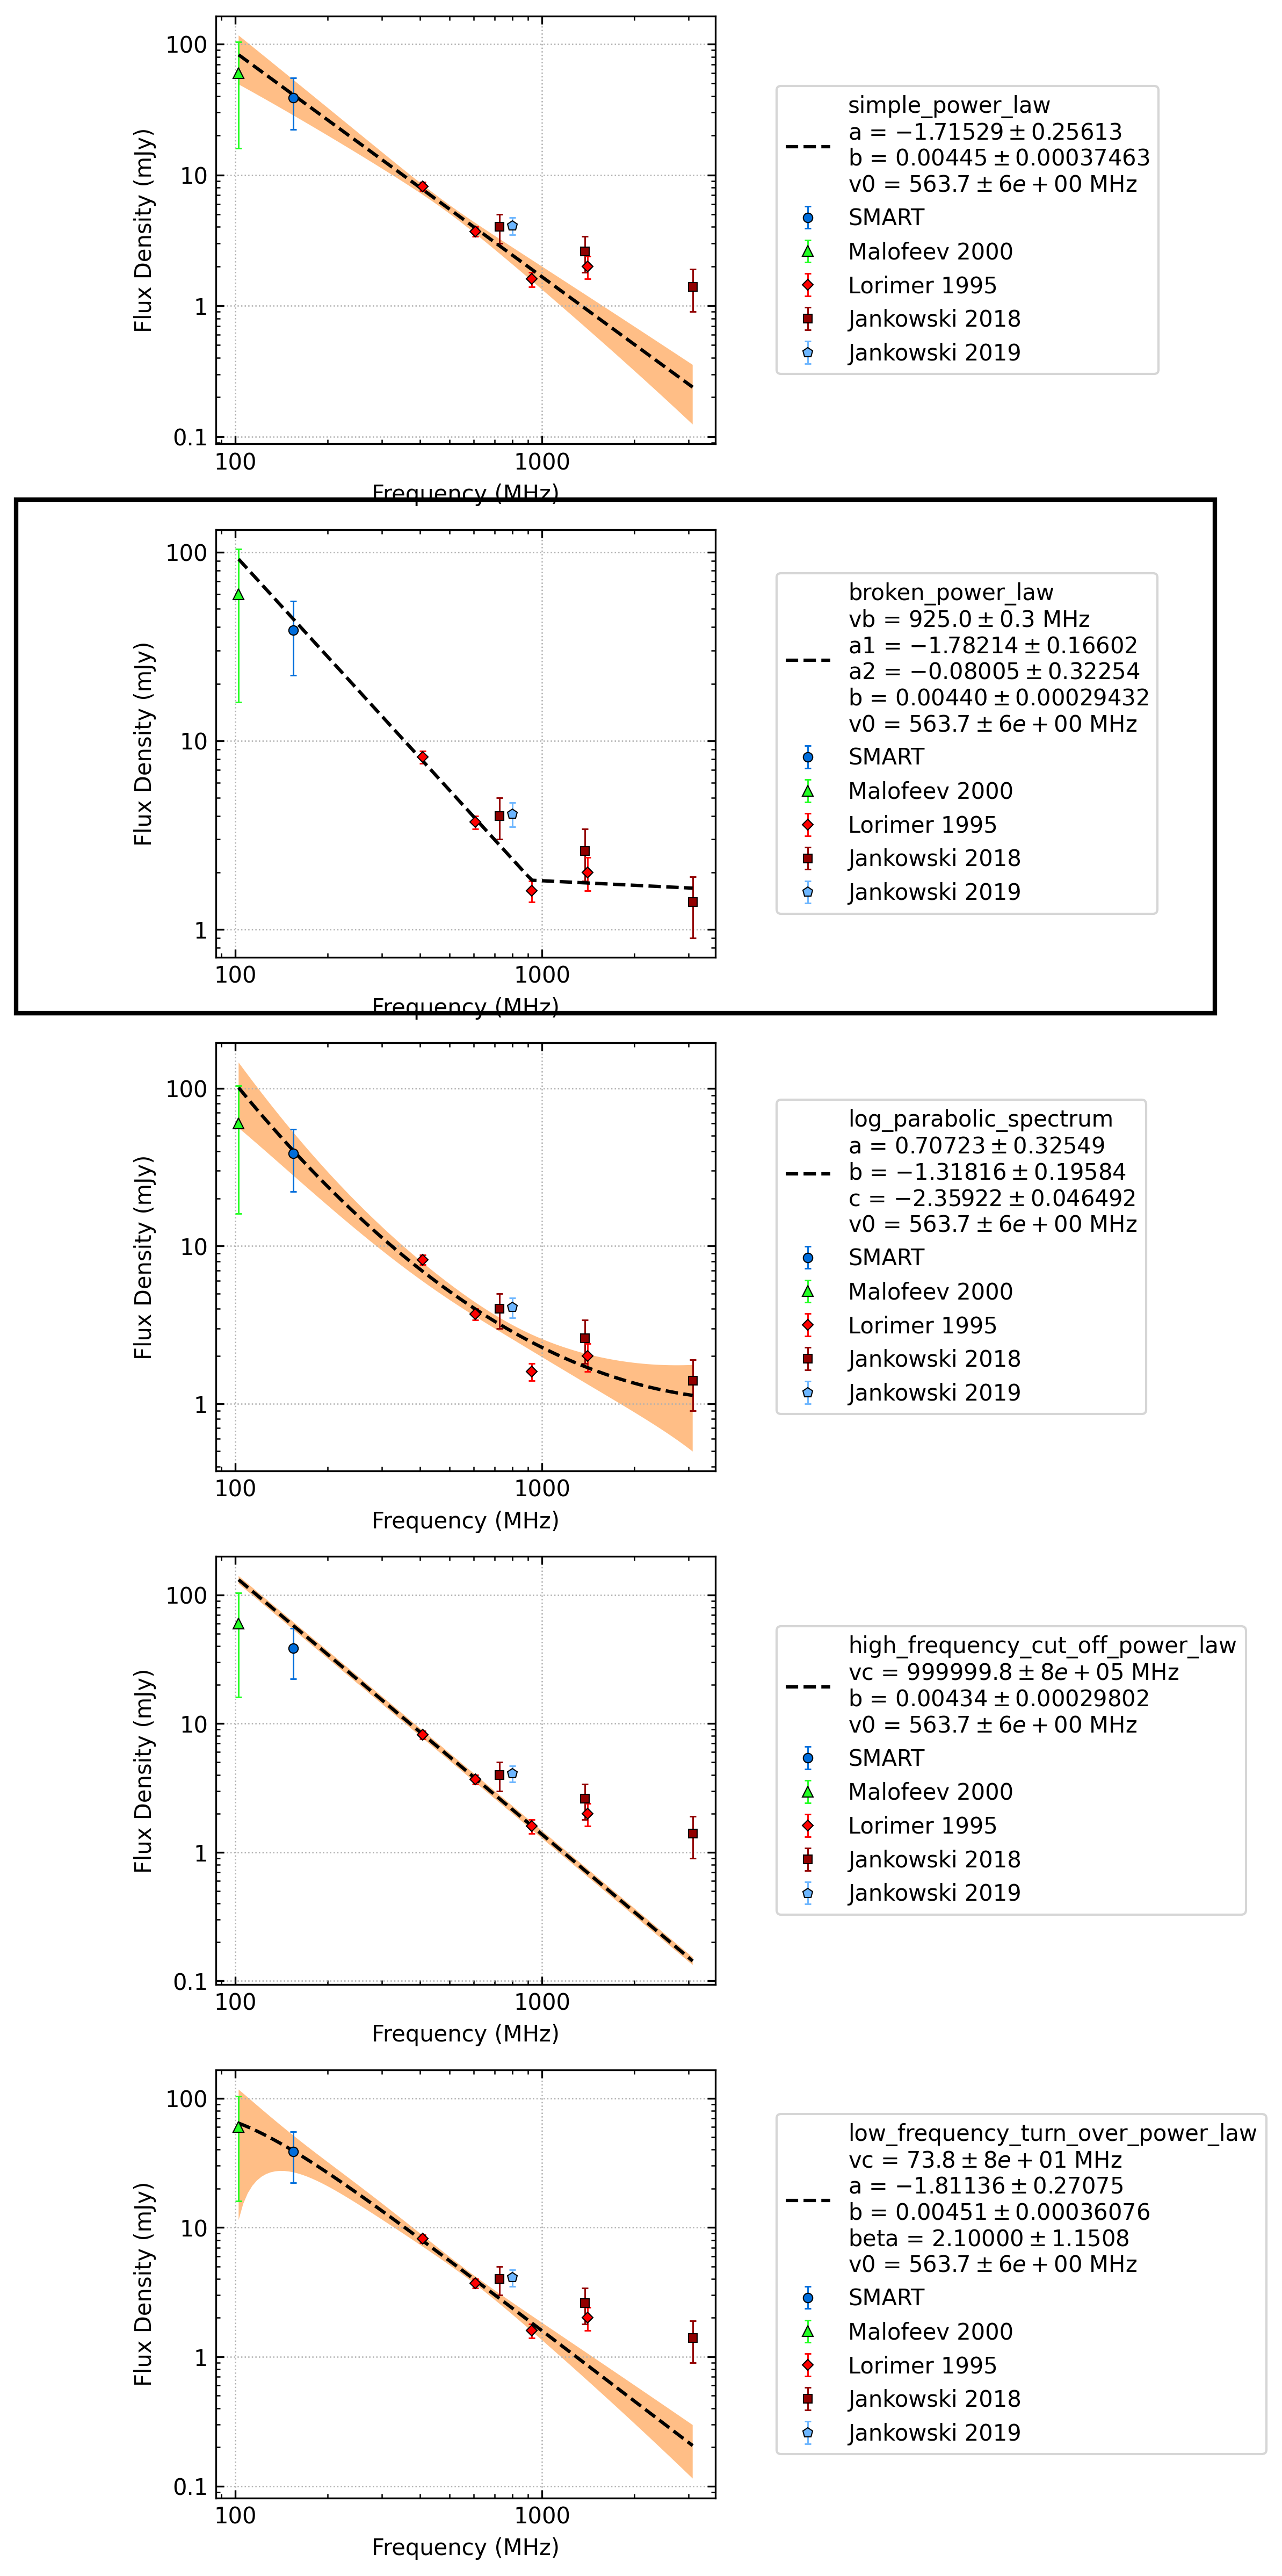 100
10
1
0.1
Flux Density (mJy)
100 1000
Frequency (MHz)
simple_power_law
a = −1.71529 ± 0.25613
b = 0.00445 ± 0.00037463
v0 = 563.7 ± 6e + 00 MHz
SMART
Malofeev 2000
Lorimer 1995
Jankowski 2018
Jankowski 2019
100
10
1
Flux Density (mJy)
100 1000
Frequency (MHz)
broken_power_law
vb = 925.0 ± 0.3 MHz
a1 = −1.78214 ± 0.16602
a2 = −0.08005 ± 0.32254
b = 0.00440 ± 0.00029432
v0 = 563.7 ± 6e + 00 MHz
SMART
Malofeev 2000
Lorimer 1995
Jankowski 2018
Jankowski 2019
100
10
1
Flux Density (mJy)
100 1000
Frequency (MHz)
log_parabolic_spectrum
a = 0.70723 ± 0.32549
b = −1.31816 ± 0.19584
c = −2.35922 ± 0.046492
v0 = 563.7 ± 6e + 00 MHz
SMART
Malofeev 2000
Lorimer 1995
Jankowski 2018
Jankowski 2019
100
10
1
0.1
Flux Density (mJy)
100 1000
Frequency (MHz)
high_frequency_cut_off_power_law
vc = 999999.8 ± 8e + 05 MHz
b = 0.00434 ± 0.00029802
v0 = 563.7 ± 6e + 00 MHz
SMART
Malofeev 2000
Lorimer 1995
Jankowski 2018
Jankowski 2019
100
10
1
0.1
Flux Density (mJy)
100 1000
Frequency (MHz)
low_frequency_turn_over_power_law
vc = 73.8 ± 8e + 01 MHz
a = −1.81136 ± 0.27075
b = 0.00451 ± 0.00036076
beta = 2.10000 ± 1.1508
v0 = 563.7 ± 6e + 00 MHz
SMART
Malofeev 2000
Lorimer 1995
Jankowski 2018
Jankowski 2019